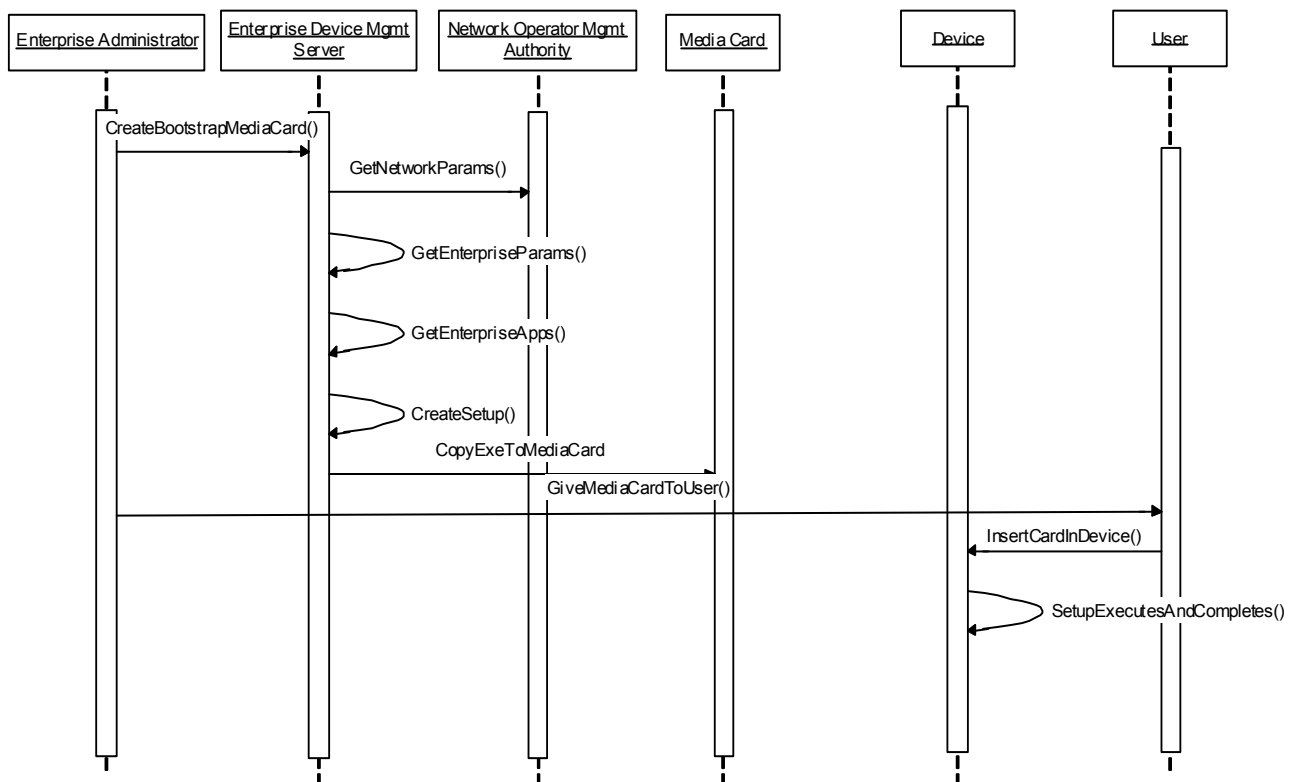 Enterprise Administrator
Enterprise Device Mgmt
Server
Network Operator Mgmt
Authority
Media Card
Device
User
CreateBootstrapMediaCard()
GetNetworkParams()
GetEnterpriseParams()
GetEnterpriseApps()
CreateSetup()
CopyExeToMediaCard
GiveMediaCardToUser()
InsertCardInDevice()
SetupExecutesAndCompletes()